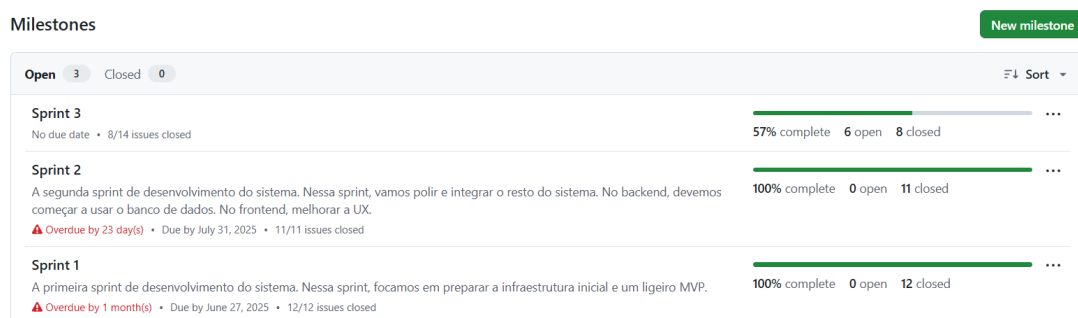 Milestones
New milestone
Open 3 Closed 0
Sort
Sprint 3
No due date • 8/14 issues closed
57% complete 6 open 8 closed
Sprint 2
A segunda sprint de desenvolvimento do sistema. Nessa sprint, vamos polir e integrar o resto do sistema. No backend, devemos
começar a usar o banco de dados. No frontend, melhorar a UX.
Overdue by 23 day(s) • Due by July 31, 2025 • 11/11 issues closed
100% complete 0 open 11 closed
Sprint 1
A primeira sprint de desenvolvimento do sistema. Nessa sprint, focamos em preparar a infraestrutura inicial e um ligeiro MVP.
Overdue by 1 month(s) • Due by June 27, 2025 • 12/12 issues closed
100% complete 0 open 12 closed